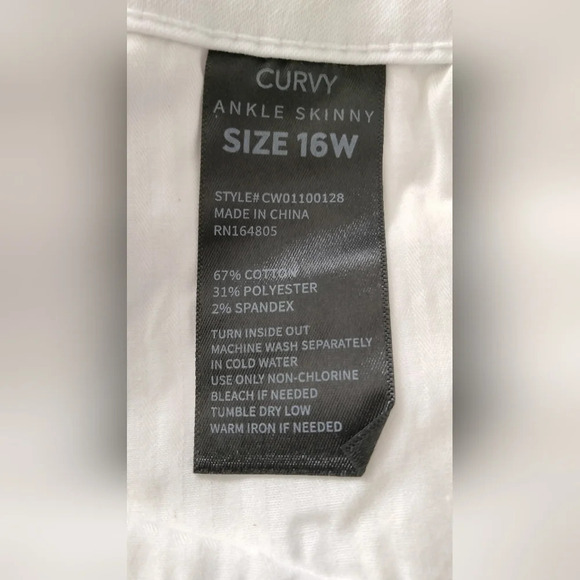 CURVY
ANKLE SKINNY
SIZE 16W
STYLE# CW01100128
MADE IN CHINA
RN164805
67% COTTON
31% POLYESTER
2% SPANDEX
TURN INSIDE OUT
MACHINE WASH SEPARATELY
IN COLD WATER
USE ONLY NON-CHLORINE
BLEACH IF NEEDED
TUMBLE DRY LOW
WARM IRON IF NEEDED